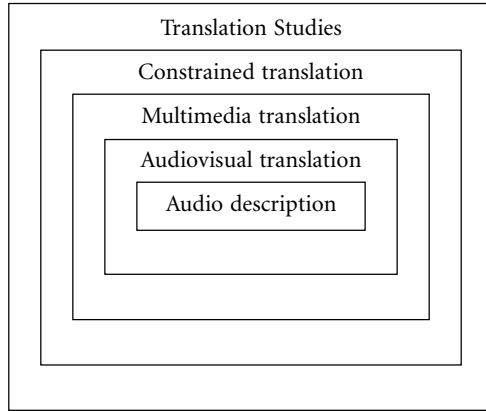 Translation Studies
Constrained translation
Multimedia translation
Audiovisual translation
Audio description